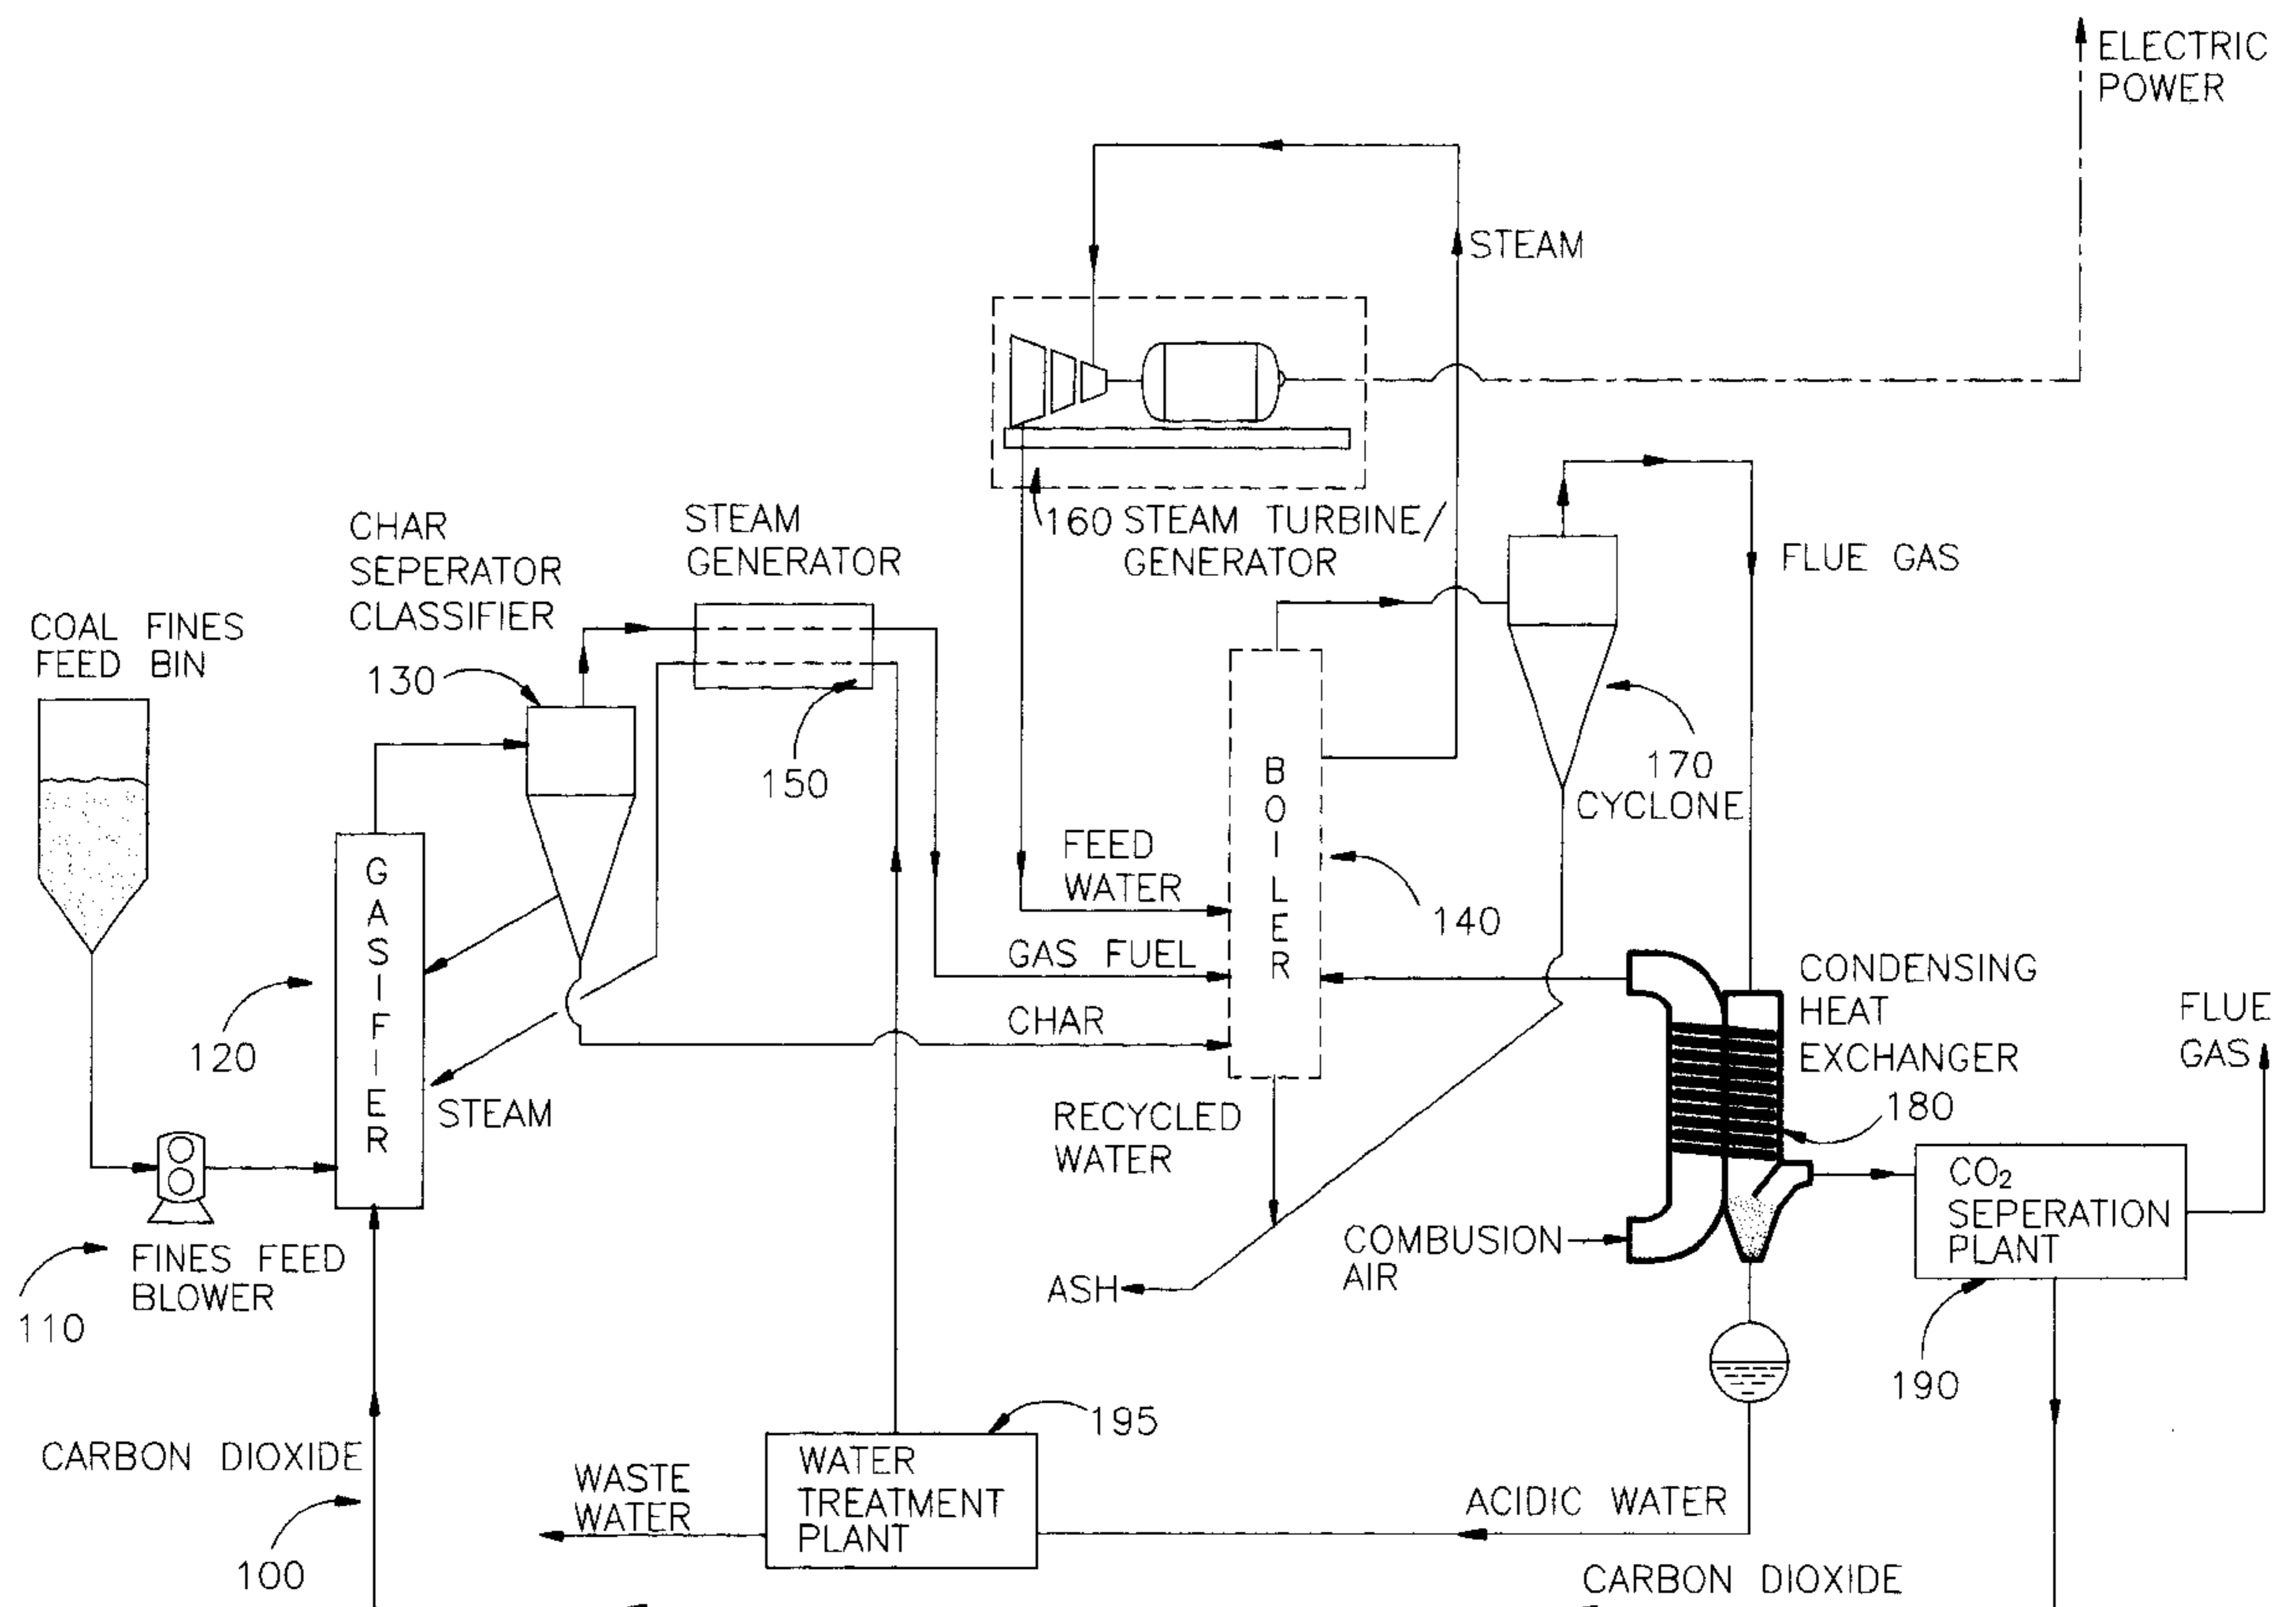 ELECTRIC
POWER
STEAM
160 STEAM TURBINE/
GENERATOR
FLUE GAS
CHAR
SEPERATOR
CLASSIFIER
STEAM
GENERATOR
COAL FINES
FEED BIN
130
150
170
CYCLONE
BOILER
140
FEED
WATER
GAS FUEL
CHAR
GASIFIER
120
STEAM
CONDENSING
HEAT
EXCHANGER
180
FLUE
GAS
RECYCLED
WATER
CO2
SEPERATION
PLANT
COMBUSION
AIR
ASH
FINES FEED
BLOWER
110
190
195
CARBON DIOXIDE
100
WASTE
WATER
WATER
TREATMENT
PLANT
ACIDIC WATER
CARBON DIOXIDE